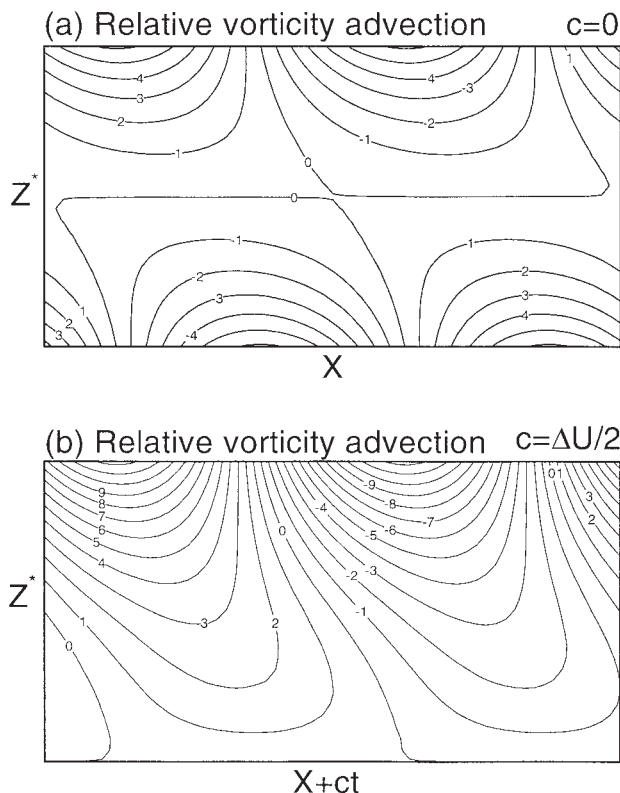 (a) Relative vorticity advection c=0
4 4
3 -3
2 -2
1 -1 0 1
Z*
0
-1 1
-2 2
1 -3 3
2 -4 4
3
X
(b) Relative vorticity advection c=ΔU/2
9 -9 01
8 -4 -8 3
7 -7
6 0 -5 -6 2
5
4 -2 -3
Z*
1 3 2 -1
0
X+ct